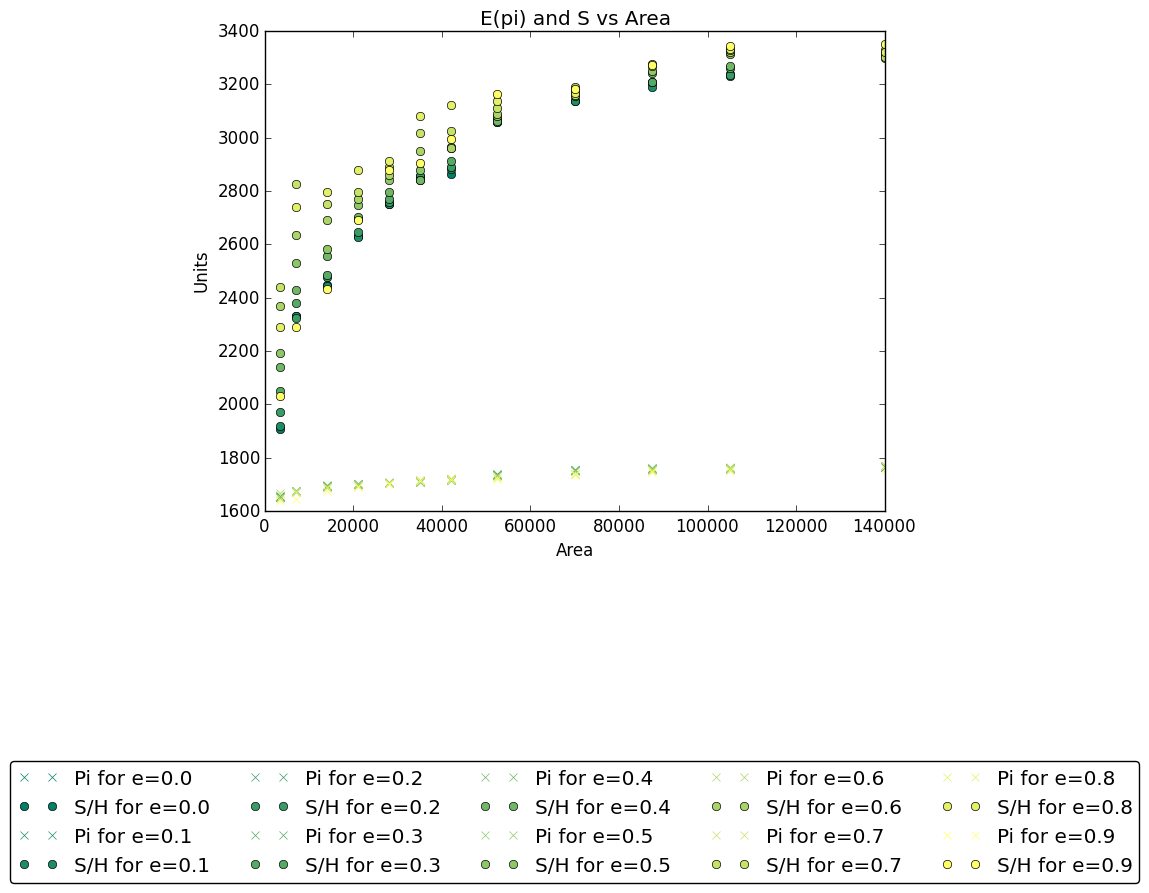 E(pi) and S vs Area
3400
3200
3000
2800
2600
2400
2200
2000
1800
1600
Units
0 20000 40000 60000 80000 100000 120000 140000
Area
Pi for e=0.0 Pi for e=0.2 Pi for e=0.4 Pi for e=0.6 Pi for e=0.8
S/H for e=0.0 S/H for e=0.2 S/H for e=0.4 S/H for e=0.6 S/H for e=0.8
Pi for e=0.1 Pi for e=0.3 Pi for e=0.5 Pi for e=0.7 Pi for e=0.9
S/H for e=0.1 S/H for e=0.3 S/H for e=0.5 S/H for e=0.7 S/H for e=0.9